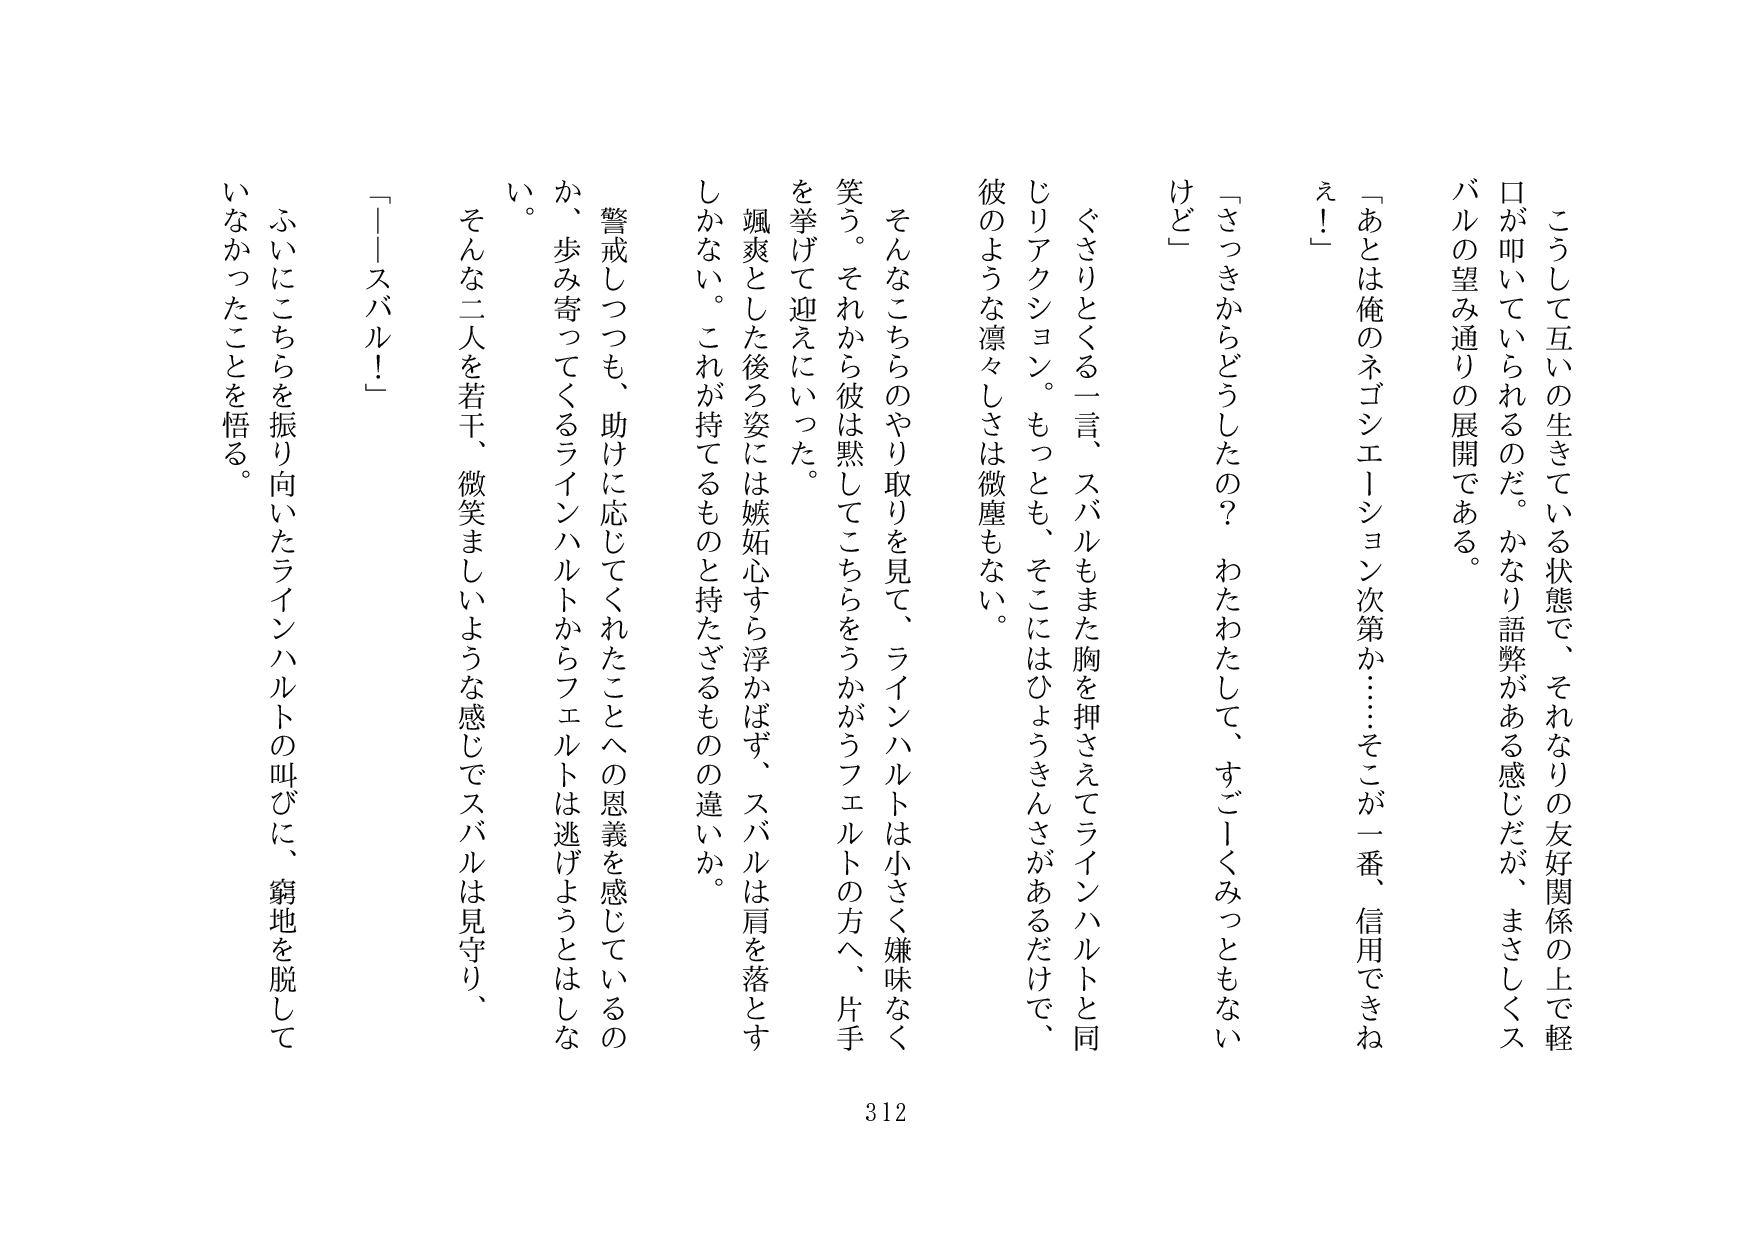 こうして互いの生きている状態で、それなりの友好関係の上で軽
口が叩いていられるのだ。かなり語弊がある感じだが、まさしくス
バルの望み通りの展開である。
「あとは俺のネゴシエーション次第か……そこが一番、信用できね
え！」
「さっきからどうしたの？　わたわたして、すごーくみっともない
けど」
　ぐさりとくる一言、スバルもまた胸を押さえてラインハルトと同
じリアクション。もっとも、そこにはひょうきんさがあるだけで、
彼のような凛々しさは微塵もない。
　そんなこちらのやり取りを見て、ラインハルトは小さく嫌味なく
笑う。それから彼は黙してこちらをうかがうフェルトの方へ、片手
を挙げて迎えにいった。
　颯爽とした後ろ姿には嫉妬心すら浮かばず、スバルは肩を落とす
しかない。これが持てるものと持たざるものの違いか。
　警戒しつつも、助けに応じてくれたことへの恩義を感じているの
か、歩み寄ってくるラインハルトからフェルトは逃げようとはしな
い。
　そんな二人を若干、微笑ましいような感じでスバルは見守り、
「――スバル！」
　ふいにこちらを振り向いたラインハルトの叫びに、窮地を脱して
いなかったことを悟る。
312